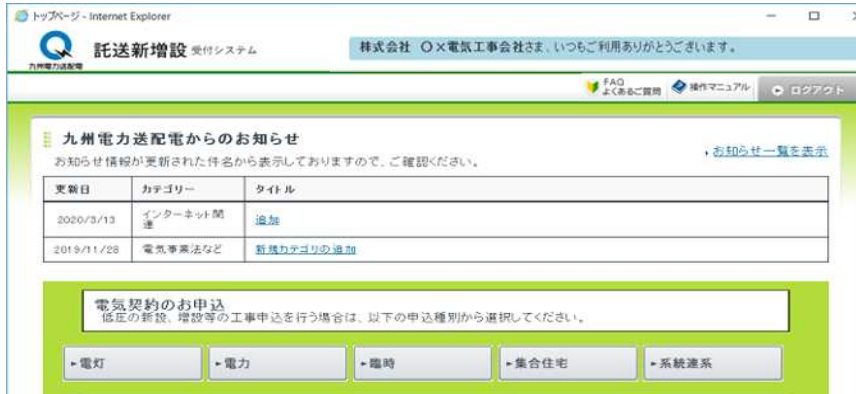 トップページ - Internet Explorer
九州電力送配電
託送新増設 受付システム
株式会社 〇×電気工事会社さま、いつもご利用ありがとうございます。
FAQ
よくあるご質問
操作マニュアル
ログアウト
九州電力送配電からのお知らせ
お知らせ情報が更新された件名から表示しておりますので、ご確認ください。
お知らせ一覧を表示
更新日 カテゴリー タイトル
2020/3/13 インターネット関連 追加
2019/11/28 電気事業法など 新規カテゴリの追加
電気契約のお申込
低圧の新設、増設等の工事申込を行う場合は、以下の申込種別から選択してください。
電灯 電力 臨時 集合住宅 系統連系